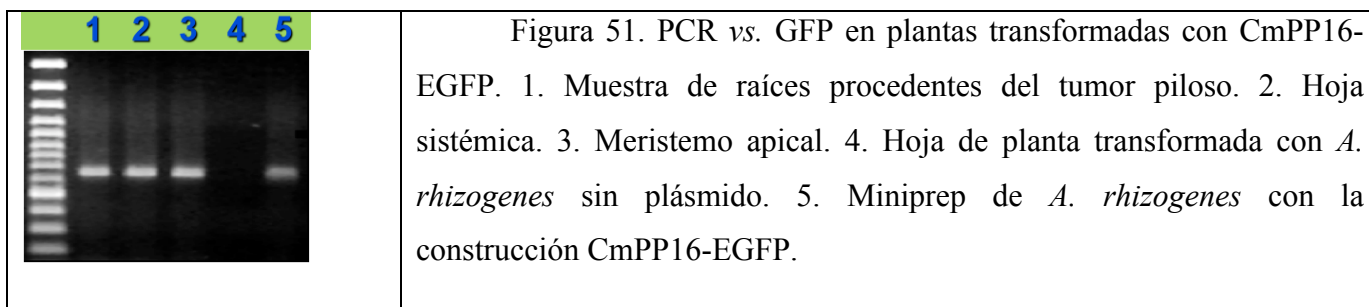 1 2 3 4 5
Figura 51. PCR vs. GFP en plantas transformadas con CmPP16-
EGFP. 1. Muestra de raíces procedentes del tumor piloso. 2. Hoja
sistémica. 3. Meristemo apical. 4. Hoja de planta transformada con A.
rhizogenes sin plásmido. 5. Miniprep de A. rhizogenes con la
construcción CmPP16-EGFP.